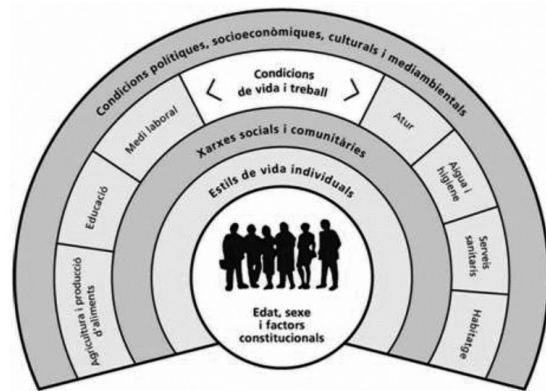 Condicions polítiques, socioeconòmiques, culturals i mediambientals
Condicions
de vida i treball
Agricultura i producció
d'aliments
Educació
Medi laboral
Atur
Aigua i
higiene
Serveis
sanitaris
Habitatge
Xarxes socials i comunitàries
Estils de vida individuals
Edat, sexe
i factors
constitucionals